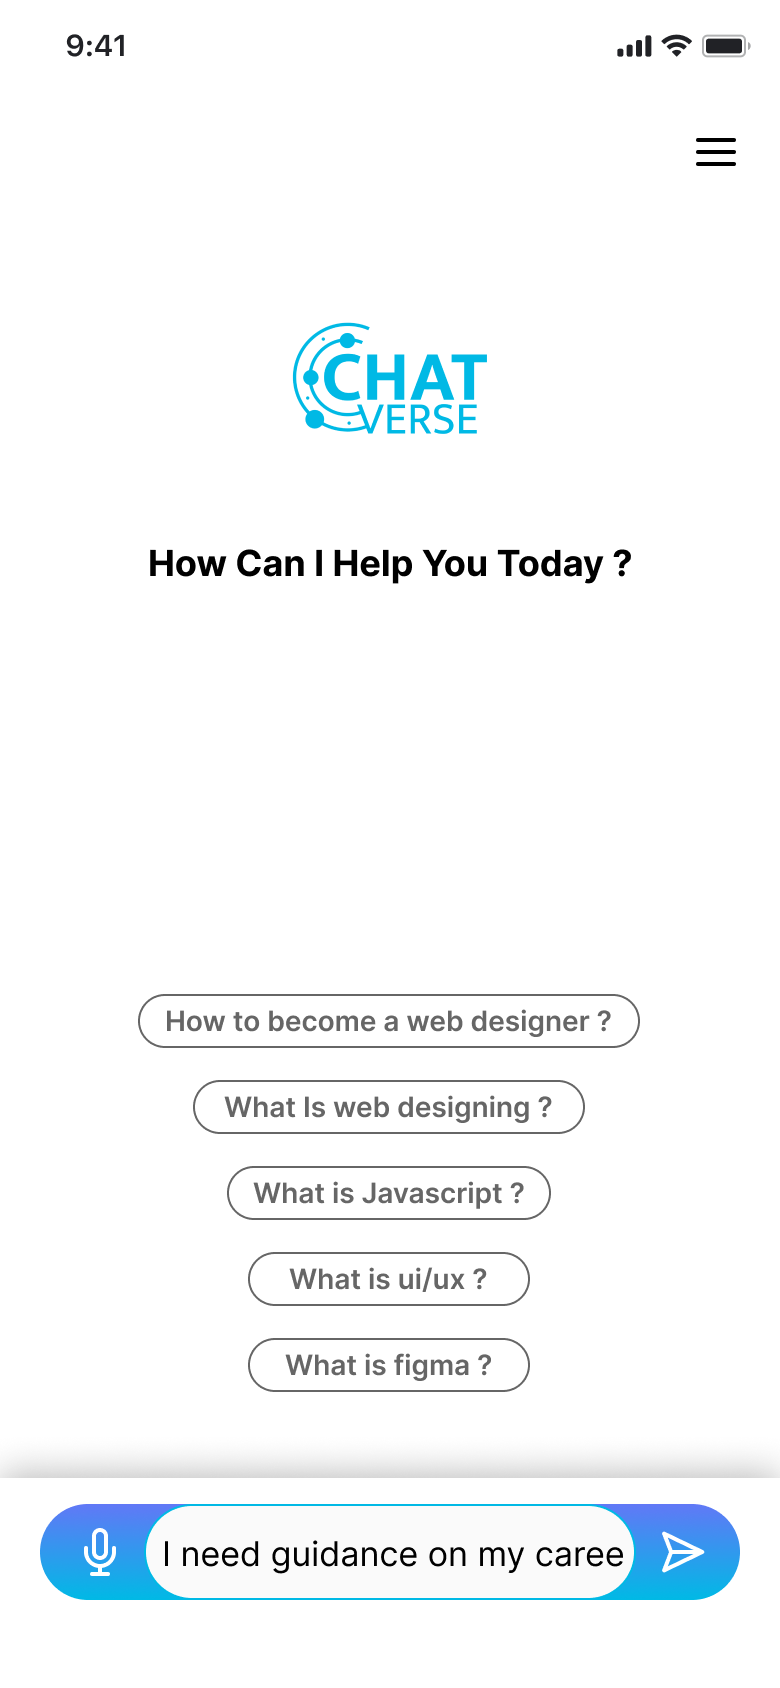 9:41
CHAT
VERSE
How Can I Help You Today ?
How to become a web designer ?
What Is web designing ?
What is Javascript ?
What is ui/ux ?
What is figma ?
I need guidance on my caree